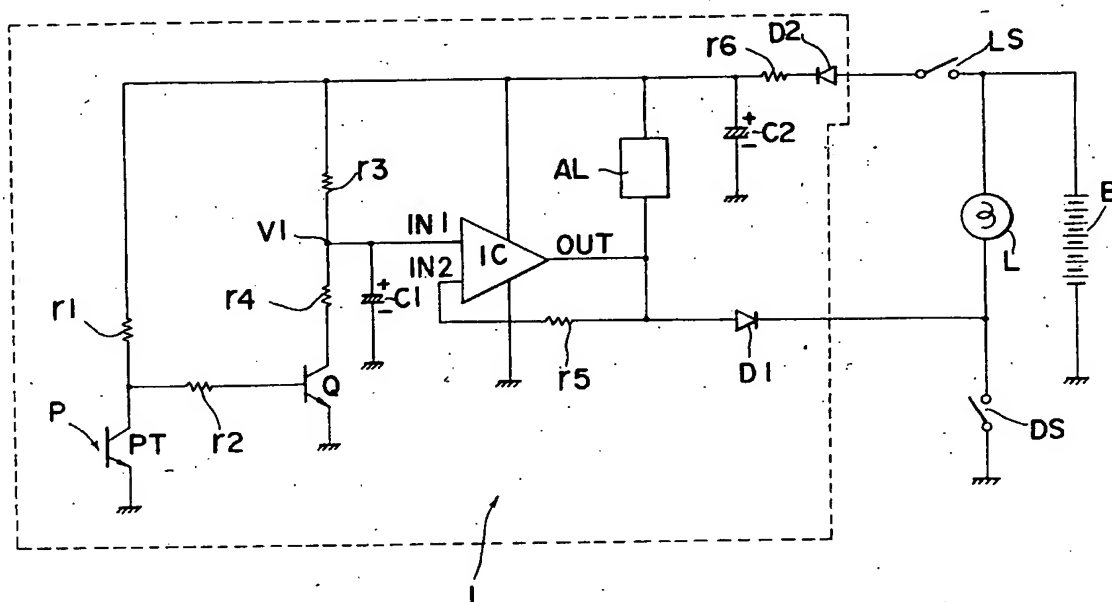 D2
LS
r6
C2
AL
r3
E
V1
IN1
OUT
IC
IN2
L
r4
C1
r1
r5
D1
Q
P
PT
r2
DS
1